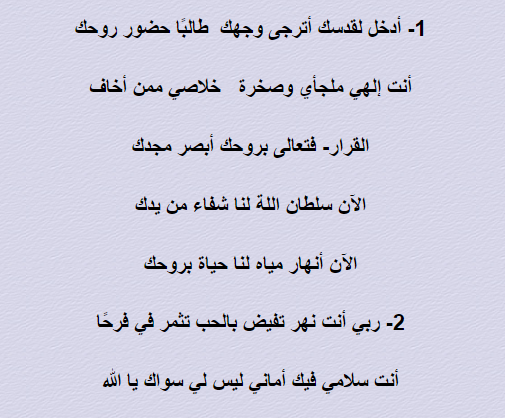 1- أدخل لقدسك أترجى وجهك  طالبًا حضور روحك
أنت إلهي ملجأي وصخرة   خلاصي ممن أخاف
القرار- فتعالى بروحك أبصر مجدك
الآن سلطان اللة لنا شفاء من يدك
الآن أنهار مياه لنا حياة بروحك
2- ربي أنت نهر تفيض بالحب تثمر في فرحًا
أنت سلامي فيك أماني ليس لي سواك يا الله